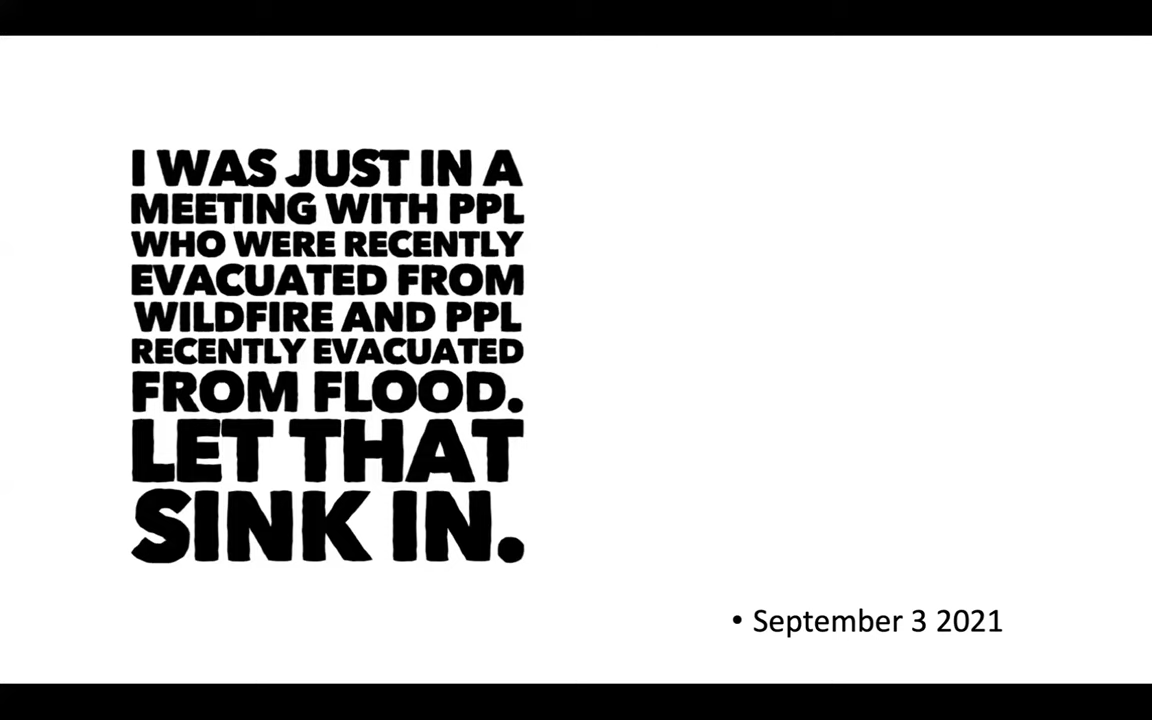 I WAS JUST IN A
MEETING WITH PPL
WHO WERE RECENTLY
EVACUATED FROM
WILDFIRE AND PPL
RECENTLY EVACUATED
FROM FLOOD.
LET THAT
SINK IN.
• September 3 2021